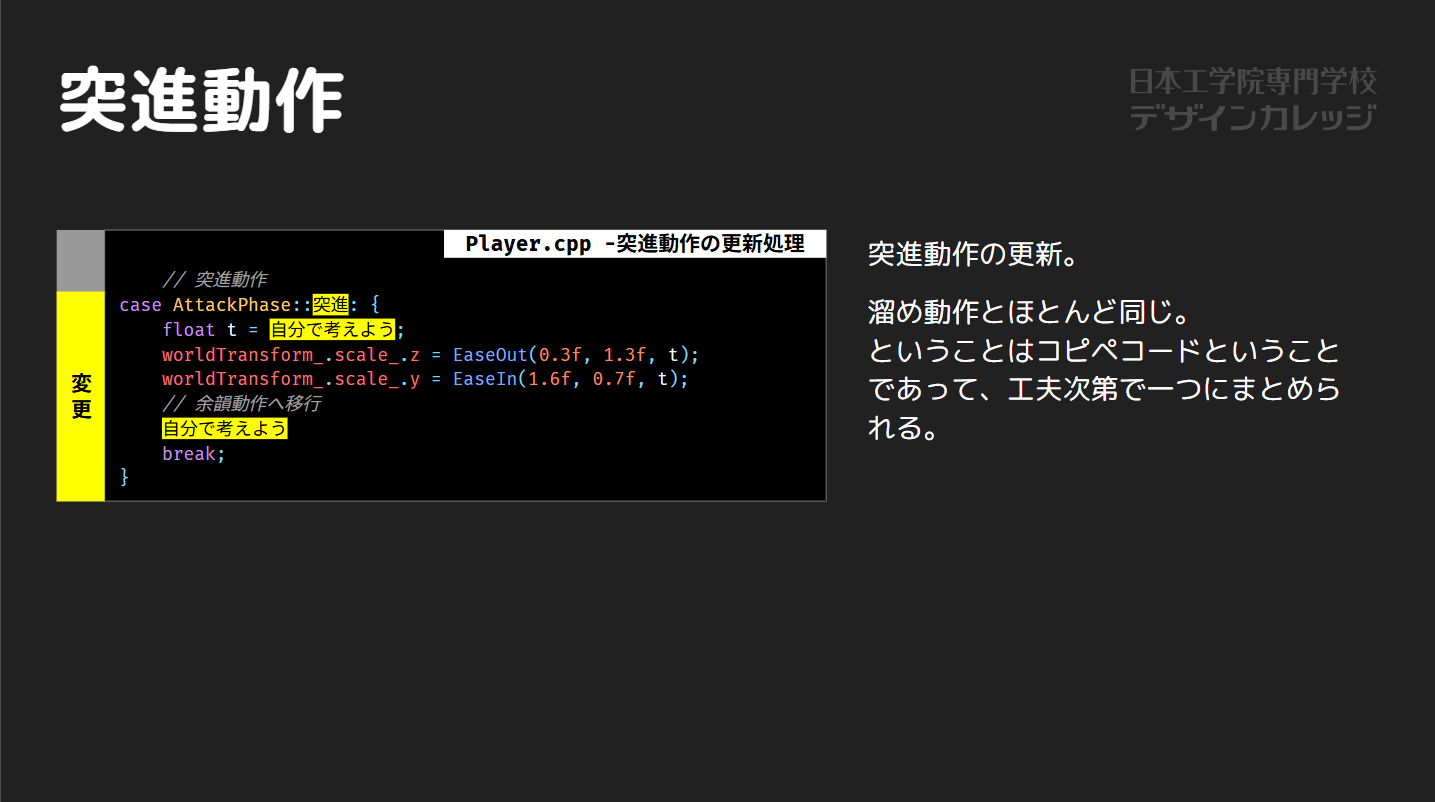 突進動作
日本工学院専門学校
デザインカレッジ
Player.cpp -突進動作の更新処理
変更
// 突進動作
case AttackPhase::突進: {
float t = 自分で考えよう;
worldTransform_.scale_.z = EaseOut(0.3f, 1.3f, t);
worldTransform_.scale_.y = EaseIn(1.6f, 0.7f, t);
// 余韻動作へ移行
自分で考えよう
break;
}
突進動作の更新。
溜め動作とほとんど同じ。
ということはコピペコードということ
であって、工夫次第で一つにまとめら
れる。